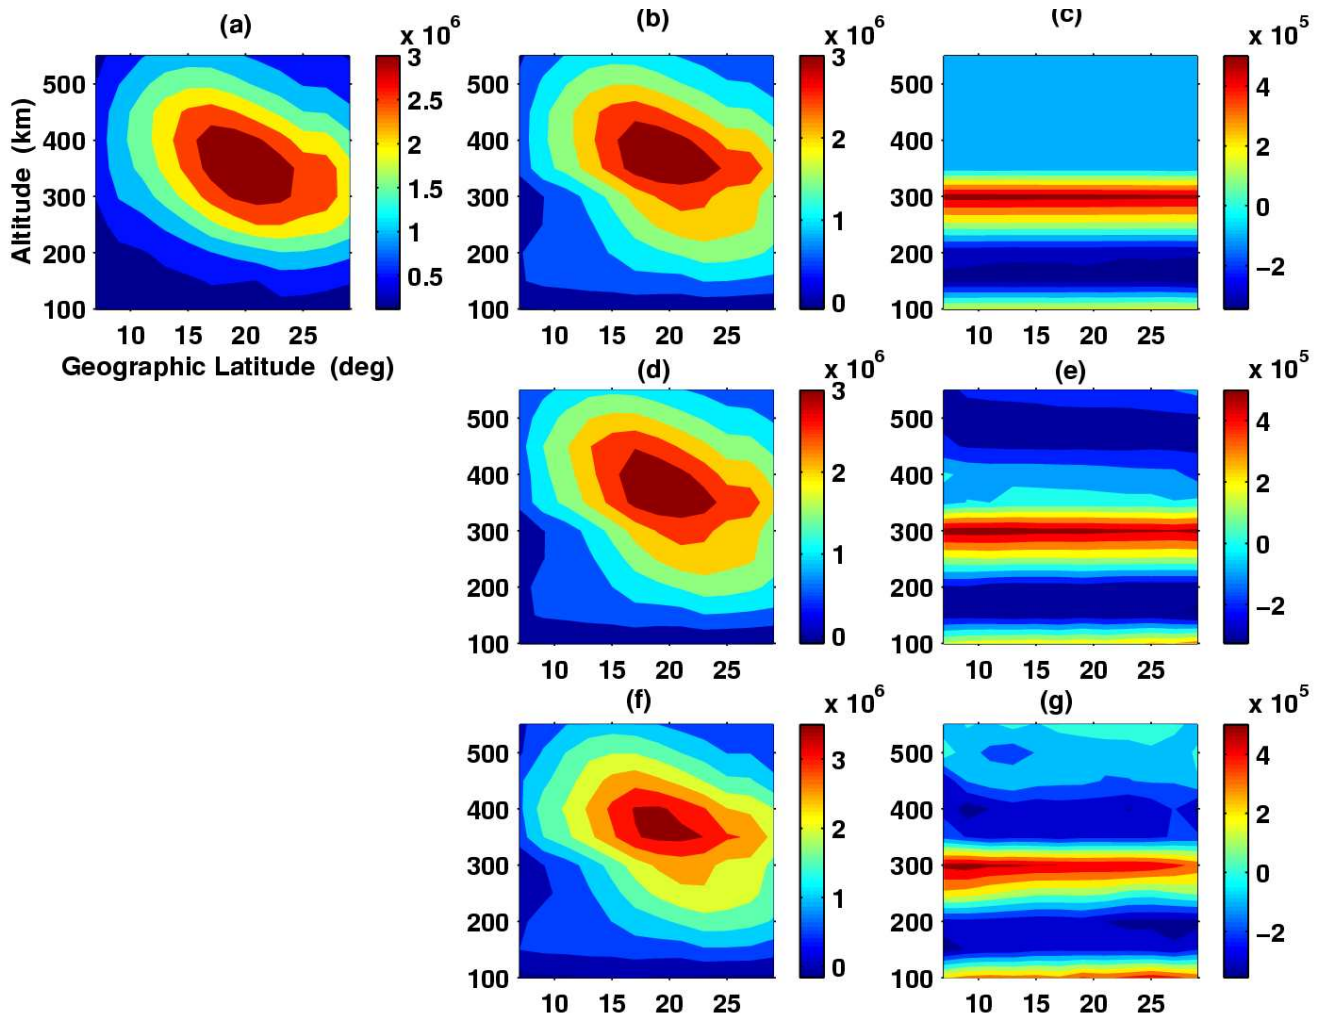 (a) (b) (c)
x 10^6 x 10^6 x 10^5
500 3 500 3 500 4
400 2.5 400 2 400 2
300 2 300 300 0
1.5 1
200 1 200 200 −2
100 0.5 100 0 100
10 15 20 25 10 15 20 25 10 15 20 25
Altitude (km)
Geographic Latitude (deg)
(d) (e)
x 10^6 x 10^5
500 3 500 4
400 2 400 2
300 300 0
200 1 200 −2
100 0 100
10 15 20 25 10 15 20 25
(f) (g)
x 10^6 x 10^5
500 3 500 4
400 2 400 2
300 300 0
200 1 200 −2
100 0 100
10 15 20 25 10 15 20 25